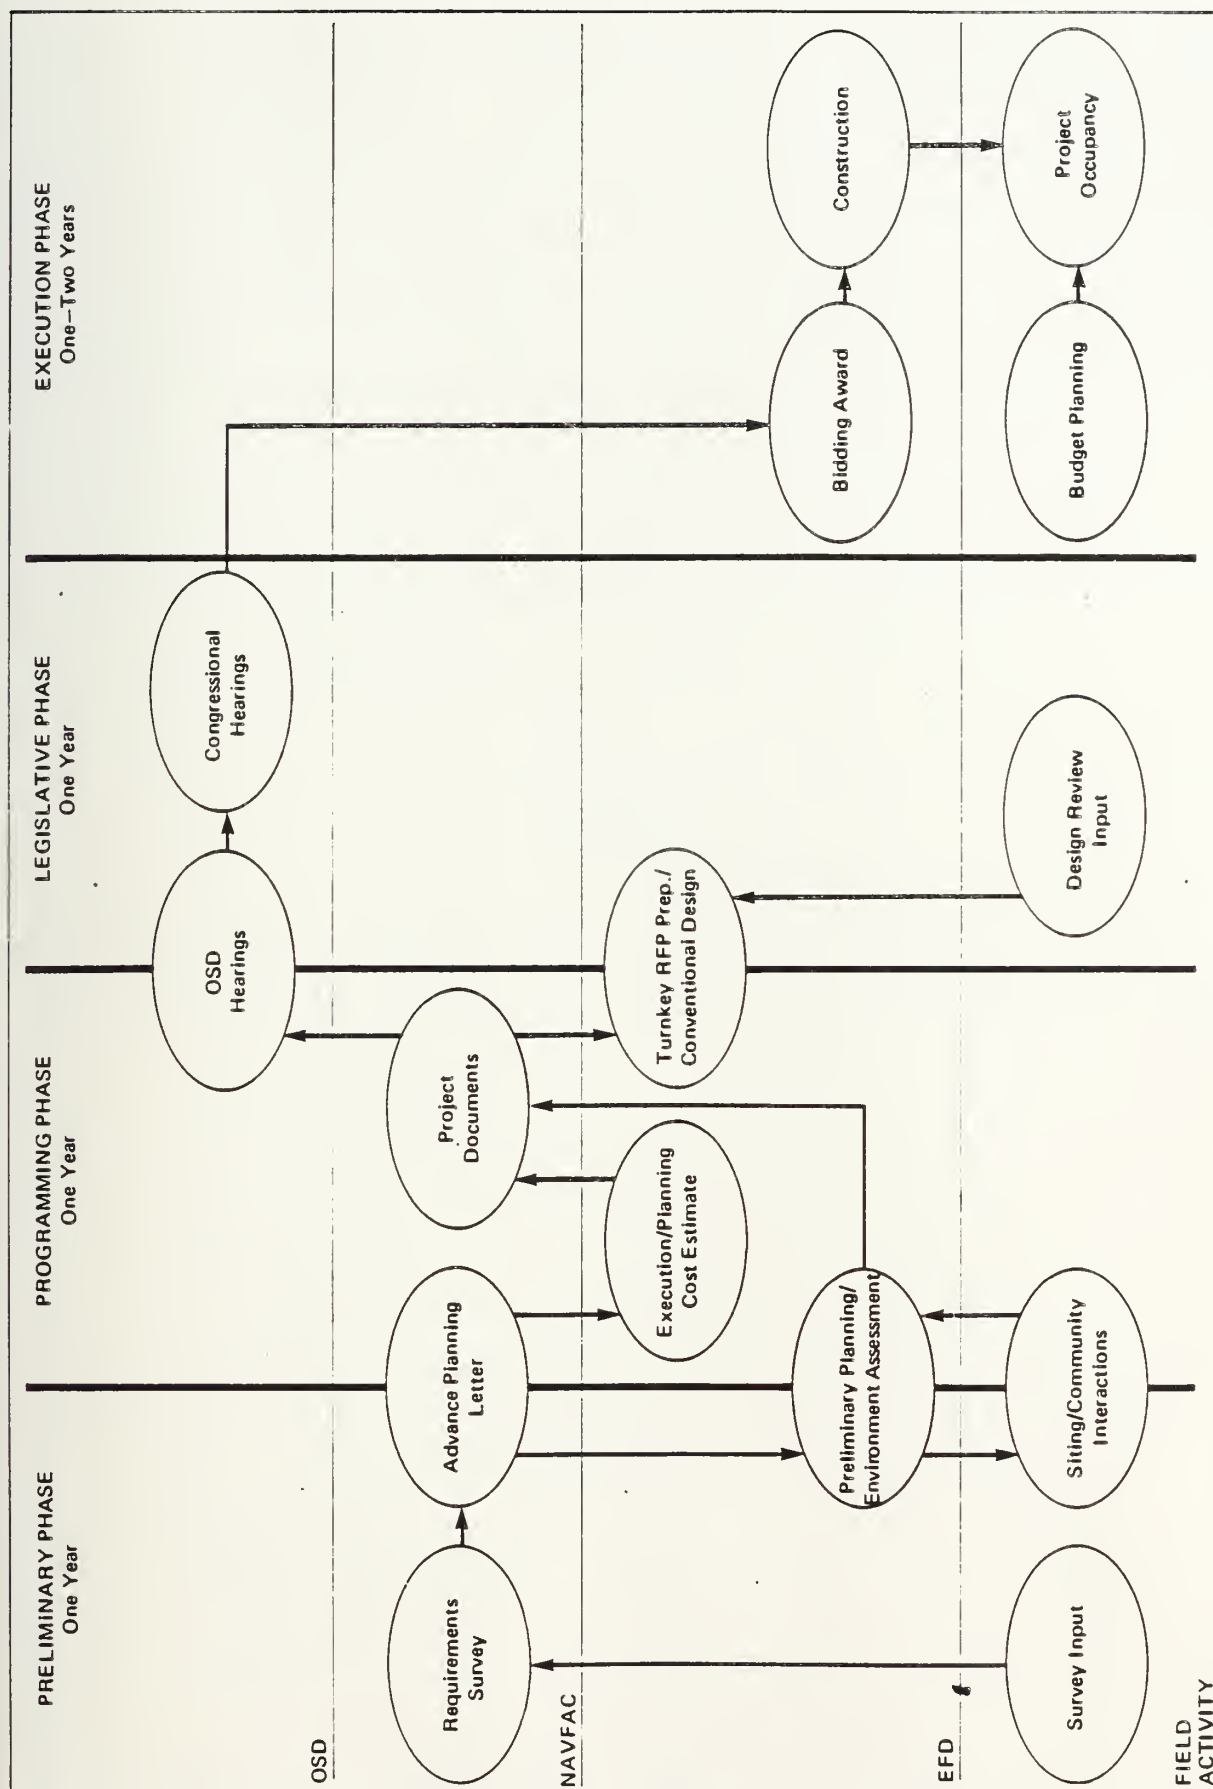 PRELIMINARY PHASE
One Year
PROGRAMMING PHASE
One Year
LEGISLATIVE PHASE
One Year
EXECUTION PHASE
One–Two Years
OSD
Hearings
Congressional
Hearings
OSD
Requirements
Survey
Advance Planning
Letter
Project
Documents
NAVFAC
Execution/Planning
Cost Estimate
Turnkey RFP Prep./
Conventional Design
Preliminary Planning/
Environment Assessment
Bidding Award
Construction
EFD
Survey Input
Siting/Community
Interactions
Design Review
Input
Budget Planning
Project
Occupancy
FIELD
ACTIVITY